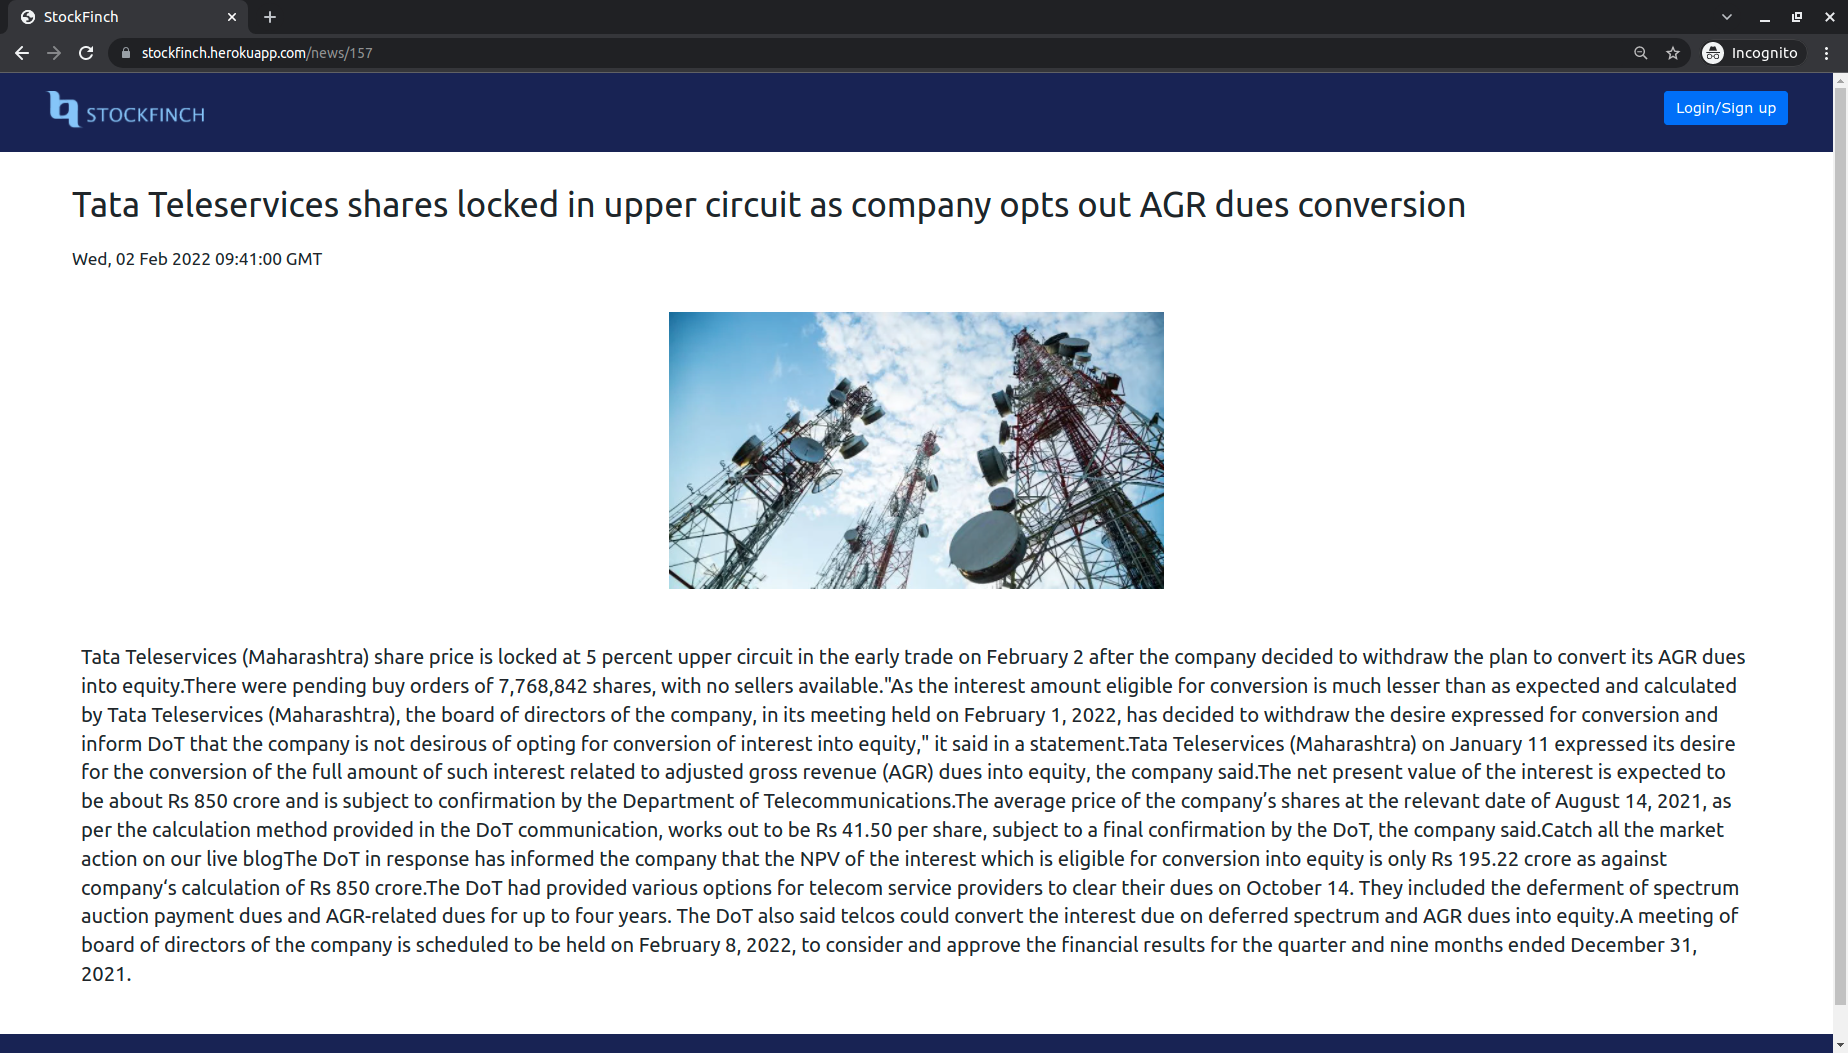 StockFinch
stockfinch.herokuapp.com/news/157
Incognito
STOCKFINCH
Login/Sign up
Tata Teleservices shares locked in upper circuit as company opts out AGR dues conversion
Wed, 02 Feb 2022 09:41:00 GMT
Tata Teleservices (Maharashtra) share price is locked at 5 percent upper circuit in the early trade on February 2 after the company decided to withdraw the plan to convert its AGR dues
into equity.There were pending buy orders of 7,768,842 shares, with no sellers available."As the interest amount eligible for conversion is much lesser than as expected and calculated
by Tata Teleservices (Maharashtra), the board of directors of the company, in its meeting held on February 1, 2022, has decided to withdraw the desire expressed for conversion and
inform DoT that the company is not desirous of opting for conversion of interest into equity," it said in a statement.Tata Teleservices (Maharashtra) on January 11 expressed its desire
for the conversion of the full amount of such interest related to adjusted gross revenue (AGR) dues into equity, the company said.The net present value of the interest is expected to
be about Rs 850 crore and is subject to confirmation by the Department of Telecommunications.The average price of the company’s shares at the relevant date of August 14, 2021, as
per the calculation method provided in the DoT communication, works out to be Rs 41.50 per share, subject to a final confirmation by the DoT, the company said.Catch all the market
action on our live blogThe DoT in response has informed the company that the NPV of the interest which is eligible for conversion into equity is only Rs 195.22 crore as against
company‘s calculation of Rs 850 crore.The DoT had provided various options for telecom service providers to clear their dues on October 14. They included the deferment of spectrum
auction payment dues and AGR-related dues for up to four years. The DoT also said telcos could convert the interest due on deferred spectrum and AGR dues into equity.A meeting of
board of directors of the company is scheduled to be held on February 8, 2022, to consider and approve the financial results for the quarter and nine months ended December 31,
2021.